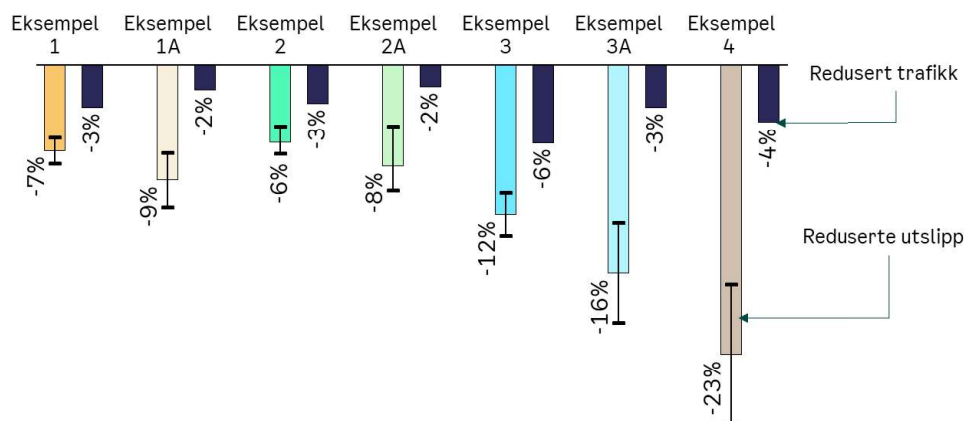 Eksempel
1
Eksempel
1A
Eksempel
2
Eksempel
2A
Eksempel
3
Eksempel
3A
Eksempel
4
Redusert trafikk
-7%
-3%
-9%
-2%
-6%
-3%
-8%
-2%
-12%
-6%
-16%
-3%
-23%
-4%
Reduserte utslipp